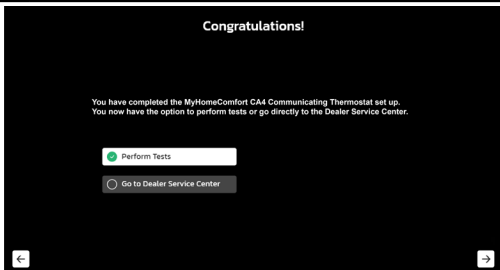 Congratulations!
You have completed the MyHomeComfort CA4 Communicating Thermostat set up.
You now have the option to perform tests or go directly to the Dealer Service Center.
Perform Tests
Go to Dealer Service Center